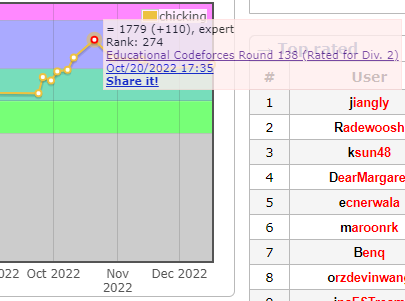 chicking
= 1779 (+110), expert
Rank: 274
Educational Codeforces Round 138 (Rated for Div. 2)
Oct/20/2022 17:35
Share it!
2022 Oct 2022 Nov 2022 Dec 2022
Top rated
# User
1 jiangly
2 Radewoosh
3 ksun48
4 DearMargare
5 ecnerwala
6 maroonrk
7 Benq
8 orzdevinwang